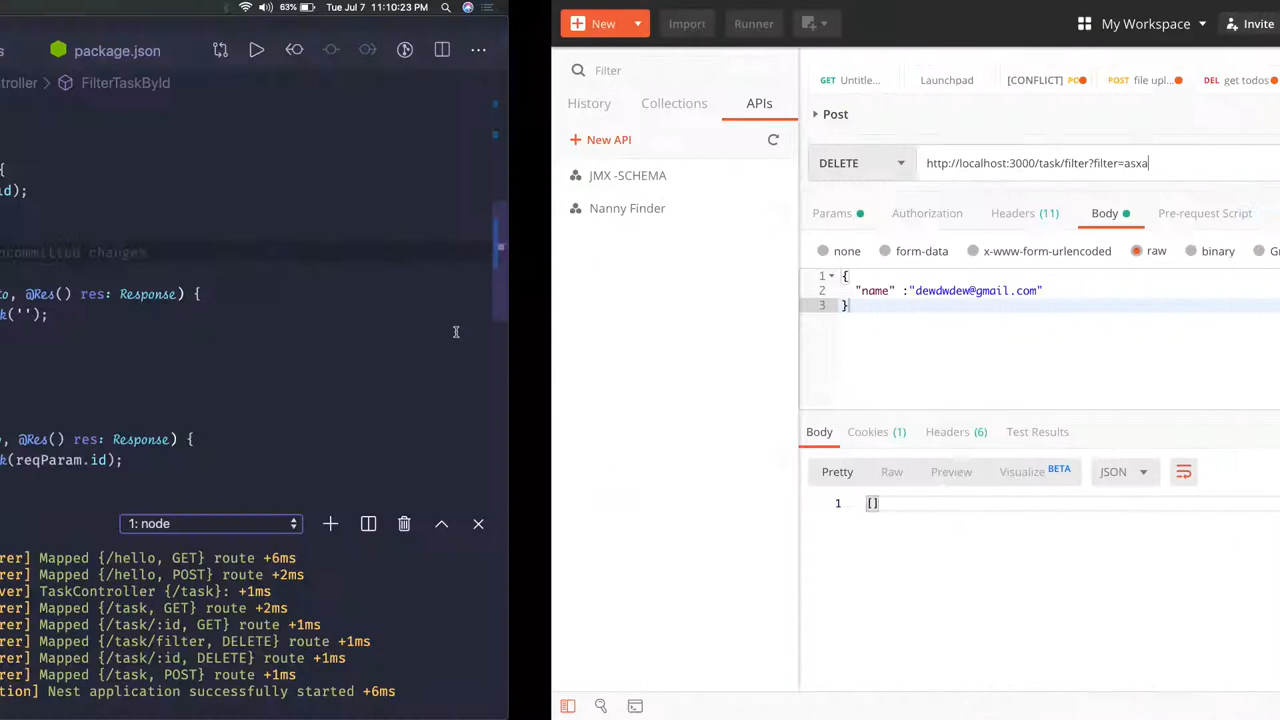 63% Tue Jul 7 11:10:23 PM
s package.json
ntroller > FilterTaskById
{
id);
ncommitted changes
to, @Res() res: Response) {
sk('');
o, @Res() res: Response) {
sk(reqParam.id);
1: node
rer] Mapped {/hello, GET} route +6ms
rer] Mapped {/hello, POST} route +2ms
ver] TaskController {/task}: +1ms
rer] Mapped {/task, GET} route +2ms
rer] Mapped {/task/:id, GET} route +1ms
rer] Mapped {/task/filter, DELETE} route +1ms
rer] Mapped {/task/:id, DELETE} route +1ms
rer] Mapped {/task, POST} route +1ms
tion] Nest application successfully started +6ms
New Import Runner My Workspace Invite
Filter
History Collections APIs
New API
JMX -SCHEMA
Nanny Finder
GET Untitle... Launchpad [CONFLICT] PO POST file upl... DEL get todos
Post
DELETE http://localhost:3000/task/filter?filter=asxa
Params Authorization Headers (11) Body Pre-request Script
none form-data x-www-form-urlencoded raw binary G
1 {
2 "name" :"dewdwdew@gmail.com"
3 }
Body Cookies (1) Headers (6) Test Results
Pretty Raw Preview Visualize BETA JSON
1 []